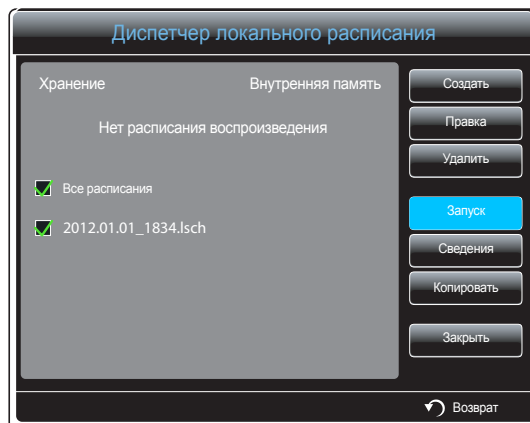 Диспетчер локального расписания
Хранение Внутренняя память
Нет расписания воспроизведения
Все расписания
2012.01.01_1834.lsch
Создать
Правка
Удалить
Запуск
Сведения
Копировать
Закрыть
Возврат